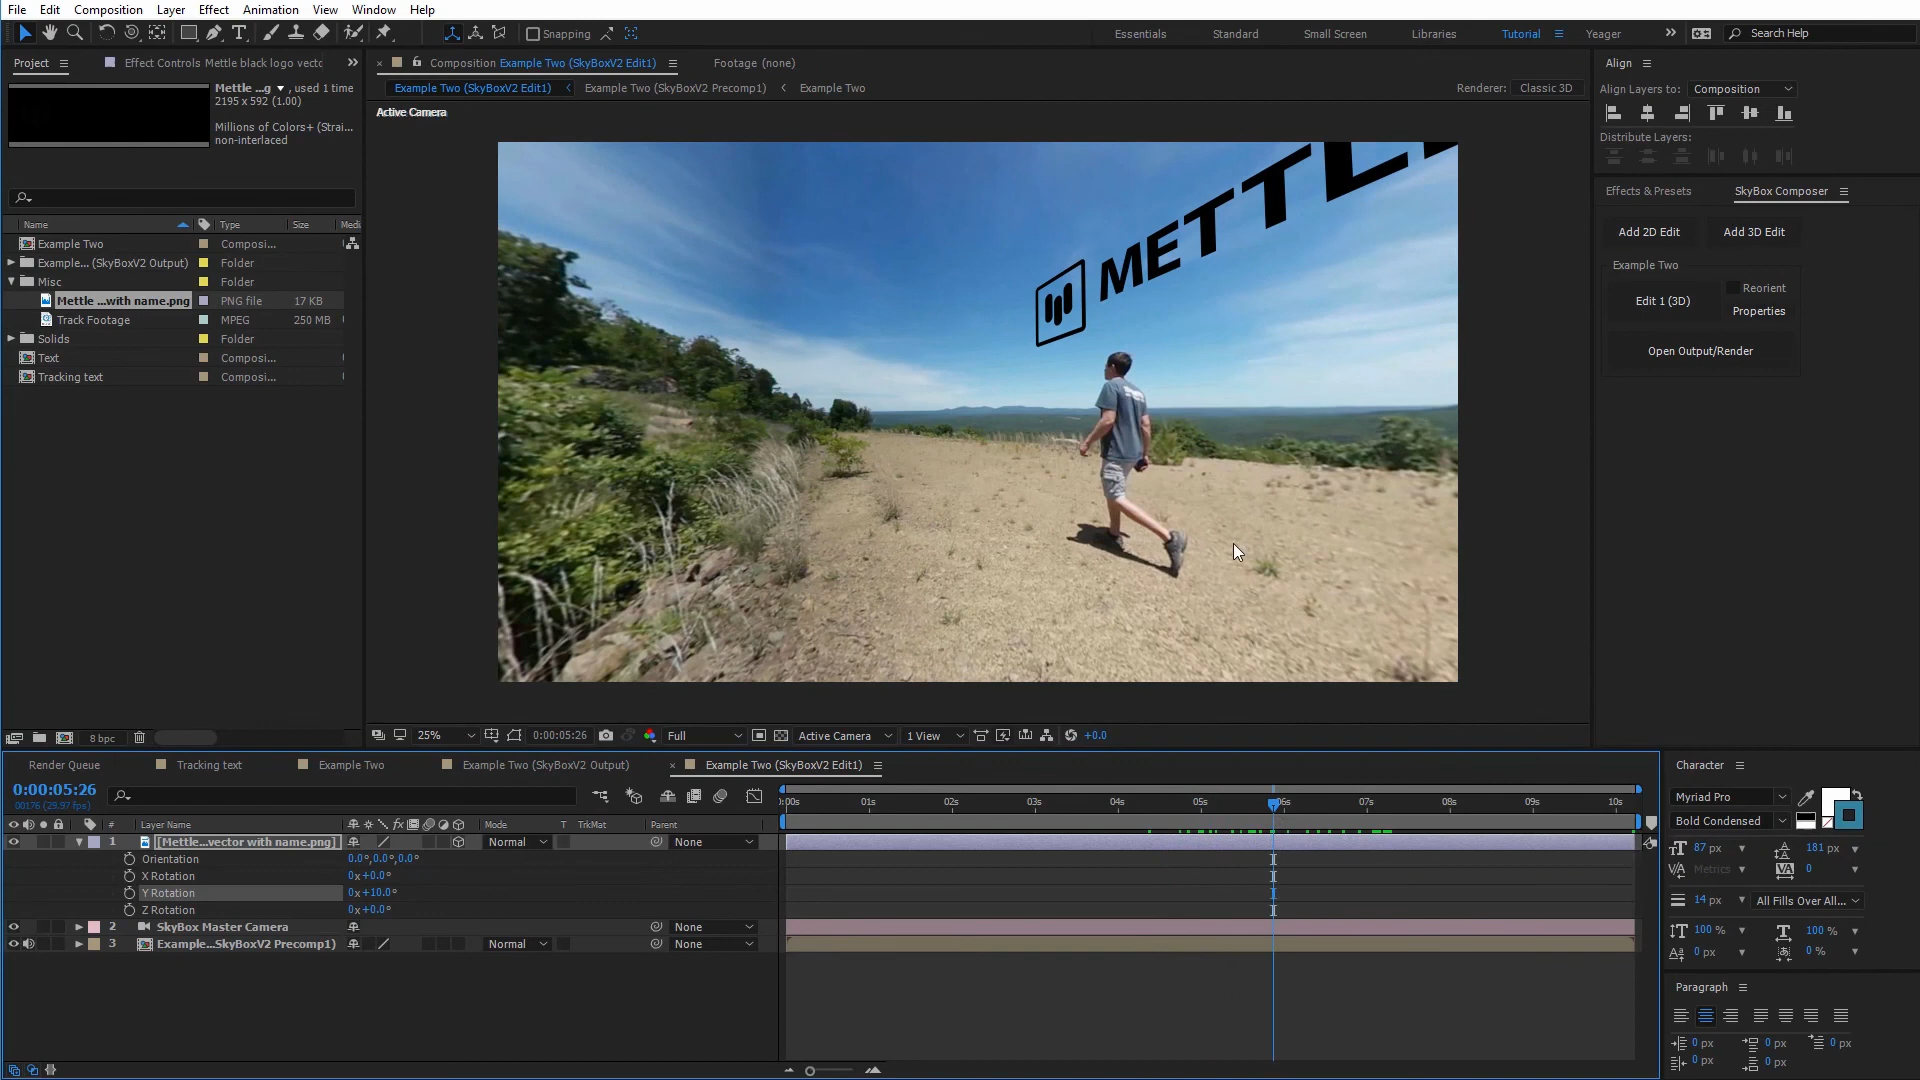 File Edit Composition Layer Effect Animation View Window Help
Snapping Essentials Standard Small Screen Libraries Tutorial Yeager Search Help
Project Effect Controls Mettle black logo vecto
Composition Example Two (SkyBoxV2 Edit1) Footage (none)
Align
Mettle ...g , used 1 time
2195 x 592 (1.00)
Millions of Colors+ (Strai...
non-interlaced
Example Two (SkyBoxV2 Edit1) Example Two (SkyBoxV2 Precomp1) Example Two
Renderer: Classic 3D
Active Camera
Align Layers to: Composition
Distribute Layers:
METTL
Effects & Presets SkyBox Composer
Add 2D Edit Add 3D Edit
Example Two
Edit 1 (3D) Reorient
Properties
Open Output/Render
Name Type Size Medi
Example Two Composi...
Example... (SkyBoxV2 Output) Folder
Misc Folder
Mettle ...with name.png PNG file 17 KB
Track Footage MPEG 250 MB
Solids Folder
Text Composi...
Tracking text Composi...
8 bpc
25% 0:00:05:26 Full Active Camera 1 View +0.0
Render Queue Tracking text Example Two Example Two (SkyBoxV2 Output) × Example Two (SkyBoxV2 Edit1)
0:00:05:26
00176 (29.97 fps)
:00s 01s 02s 03s 04s 05s 06s 07s 08s 09s 10s
# Layer Name Mode T TrkMat Parent
1 [Mettle...vector with name.png] Normal None
Orientation 0.0°,0.0°,0.0°
X Rotation 0x+0.0°
Y Rotation 0x+10.0°
Z Rotation 0x+0.0°
2 SkyBox Master Camera None
3 Example...SkyBoxV2 Precomp1) Normal None
Character
Myriad Pro
Bold Condensed
87 px 181 px
Metrics 0
14 px All Fills Over All...
100 % 100 %
0 px 0 %
Paragraph
0 px 0 px 0 px
0 px 0 px